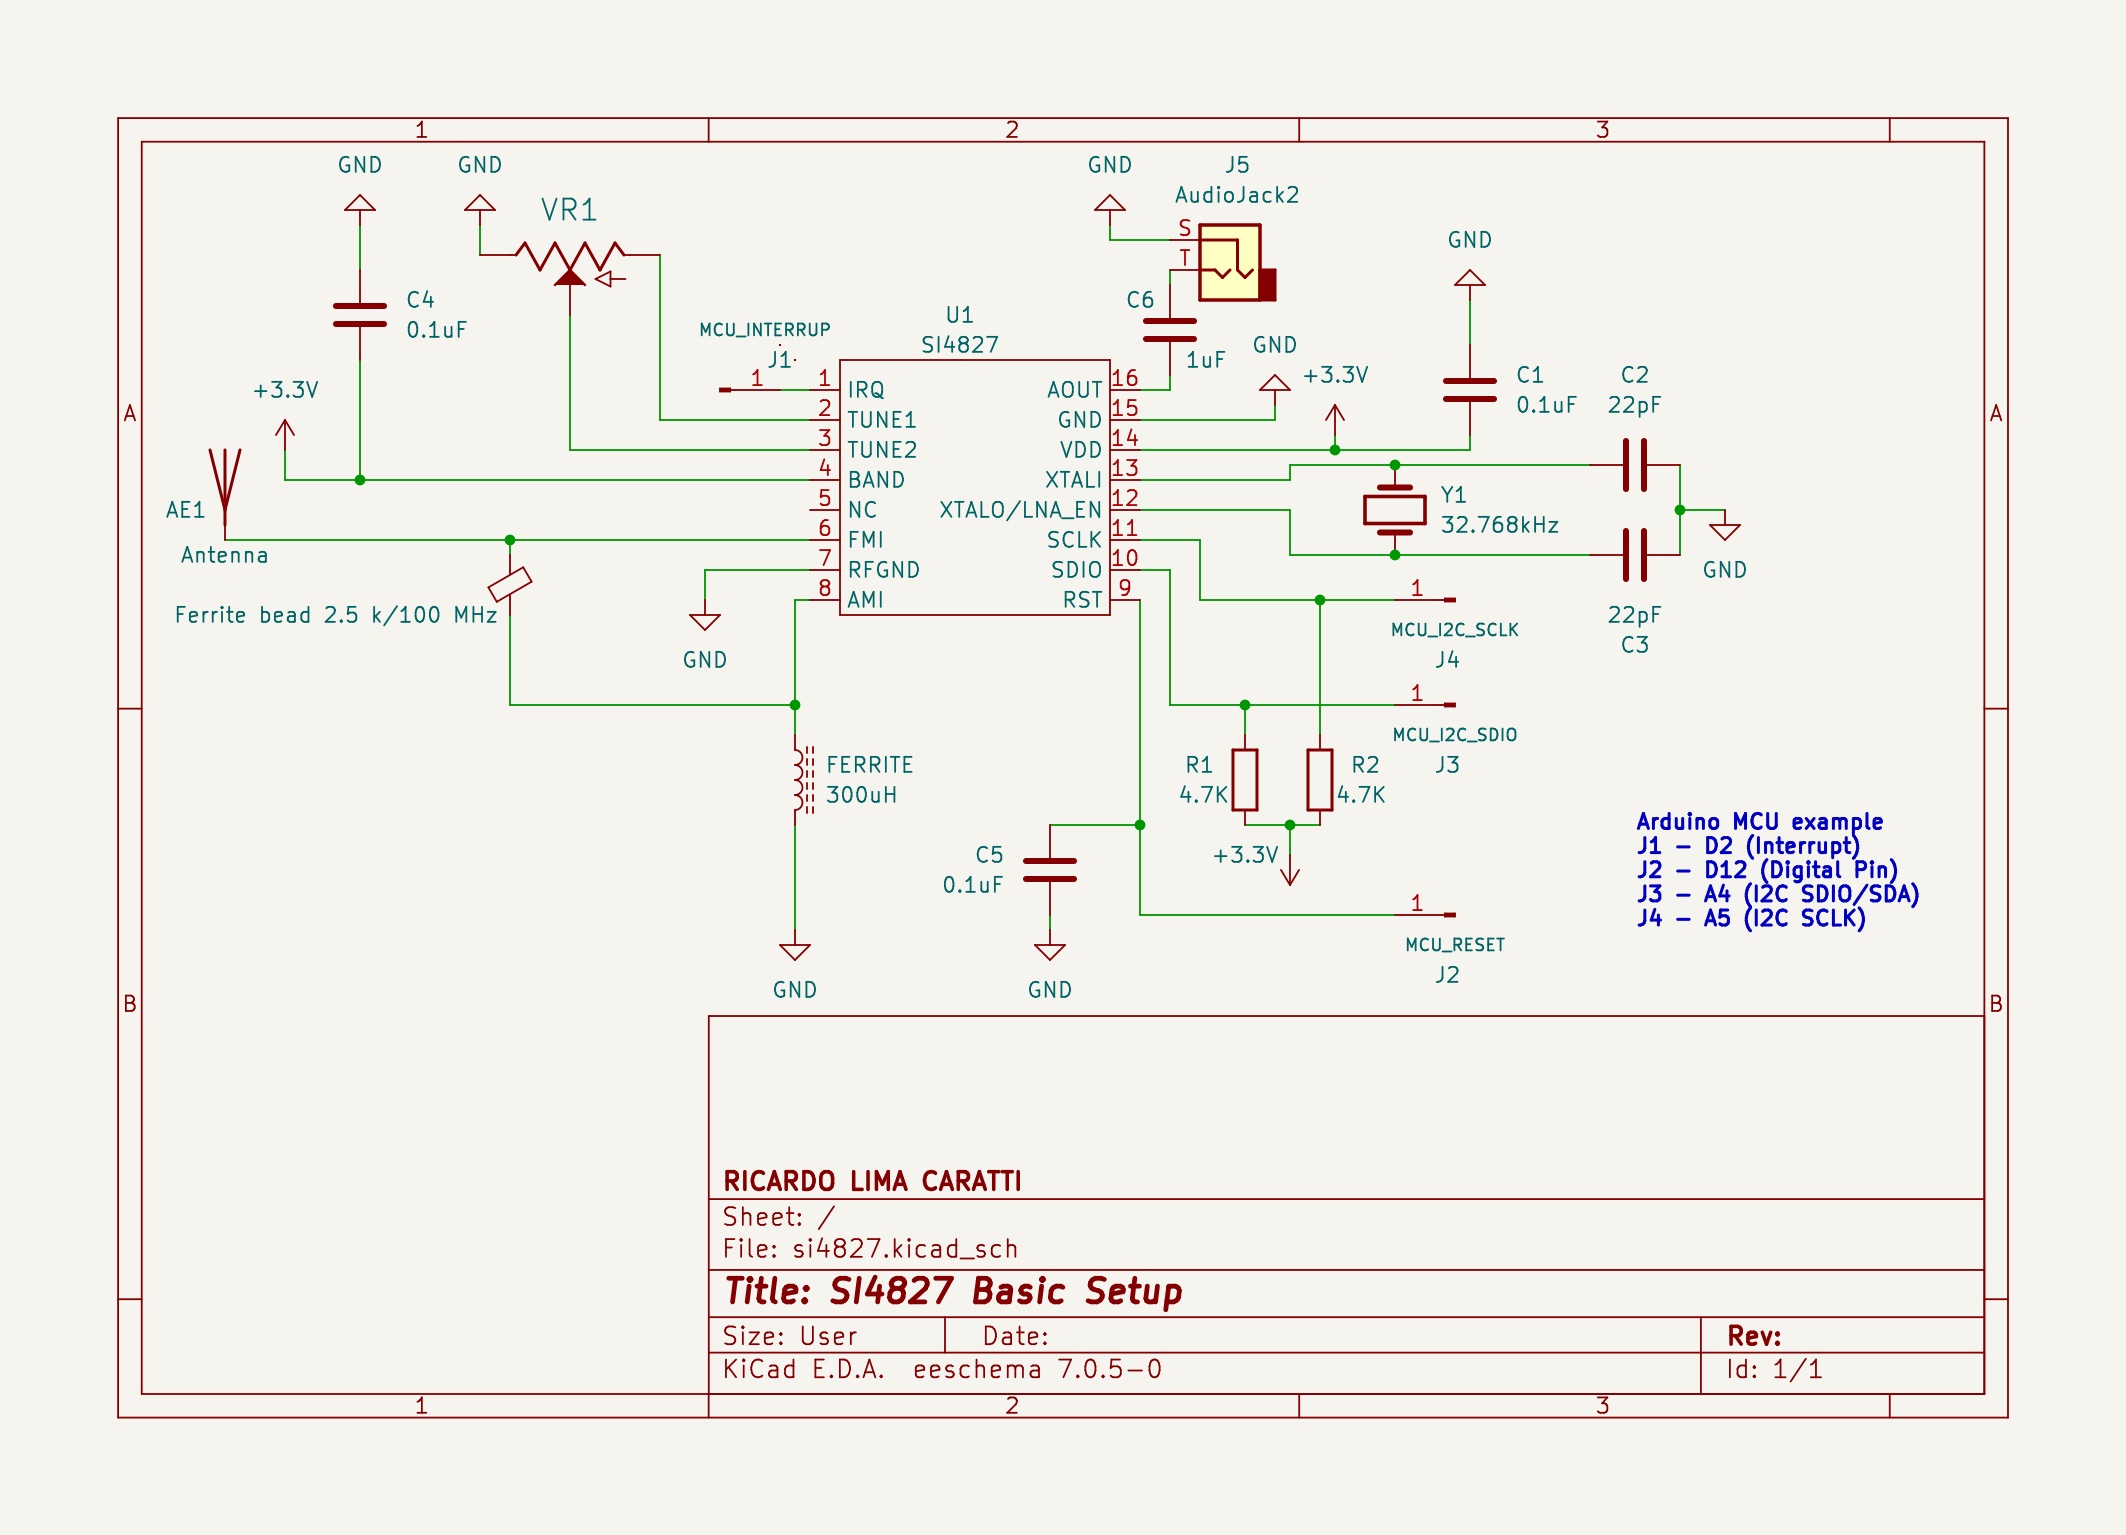 1
2
3
GND
GND
VR1
C4
0.1uF
+3.3V
AE1
Antenna
Ferrite bead 2.5 k/100 MHz
MCU_INTERRUP
J1
1
U1
SI4827
1 IRQ
2 TUNE1
3 TUNE2
4 BAND
5 NC
6 FMI
7 RFGND
8 AMI
AOUT 16
GND 15
VDD 14
XTALI 13
XTALO/LNA_EN 12
SCLK 11
SDIO 10
RST 9
GND
J5
AudioJack2
S
T
C6
1uF
GND
+3.3V
GND
C1
0.1uF
C2
22pF
Y1
32.768kHz
GND
22pF
C3
1
MCU_I2C_SCLK
J4
1
MCU_I2C_SDIO
J3
R1
4.7K
R2
4.7K
+3.3V
1
MCU_RESET
J2
GND
FERRITE
300uH
GND
C5
0.1uF
GND
Arduino MCU example
J1 - D2 (Interrupt)
J2 - D12 (Digital Pin)
J3 - A4 (I2C SDIO/SDA)
J4 - A5 (I2C SCLK)
A
A
B
B
RICARDO LIMA CARATTI
Sheet: /
File: si4827.kicad_sch
Title: SI4827 Basic Setup
Size: User Date: Rev:
KiCad E.D.A. eeschema 7.0.5-0 Id: 1/1
1
2
3